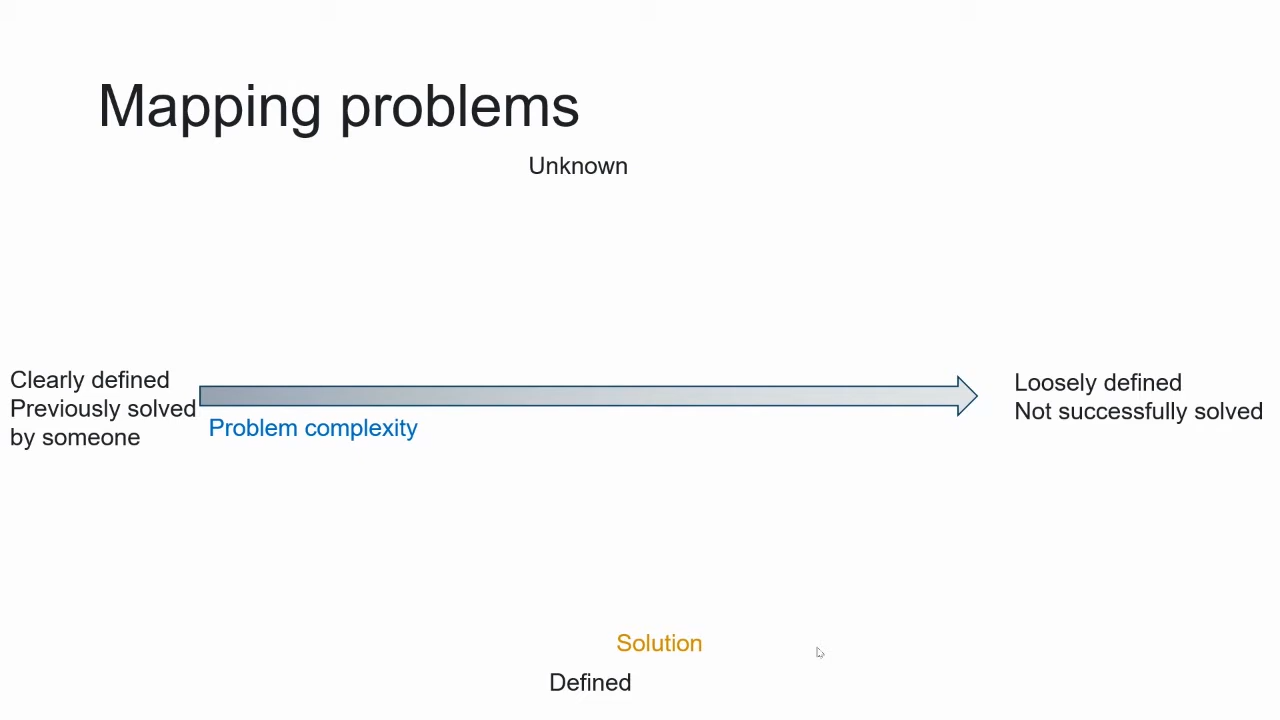 Mapping problems
Unknown
Clearly defined
Previously solved
by someone
Problem complexity
Loosely defined
Not successfully solved
Solution
Defined